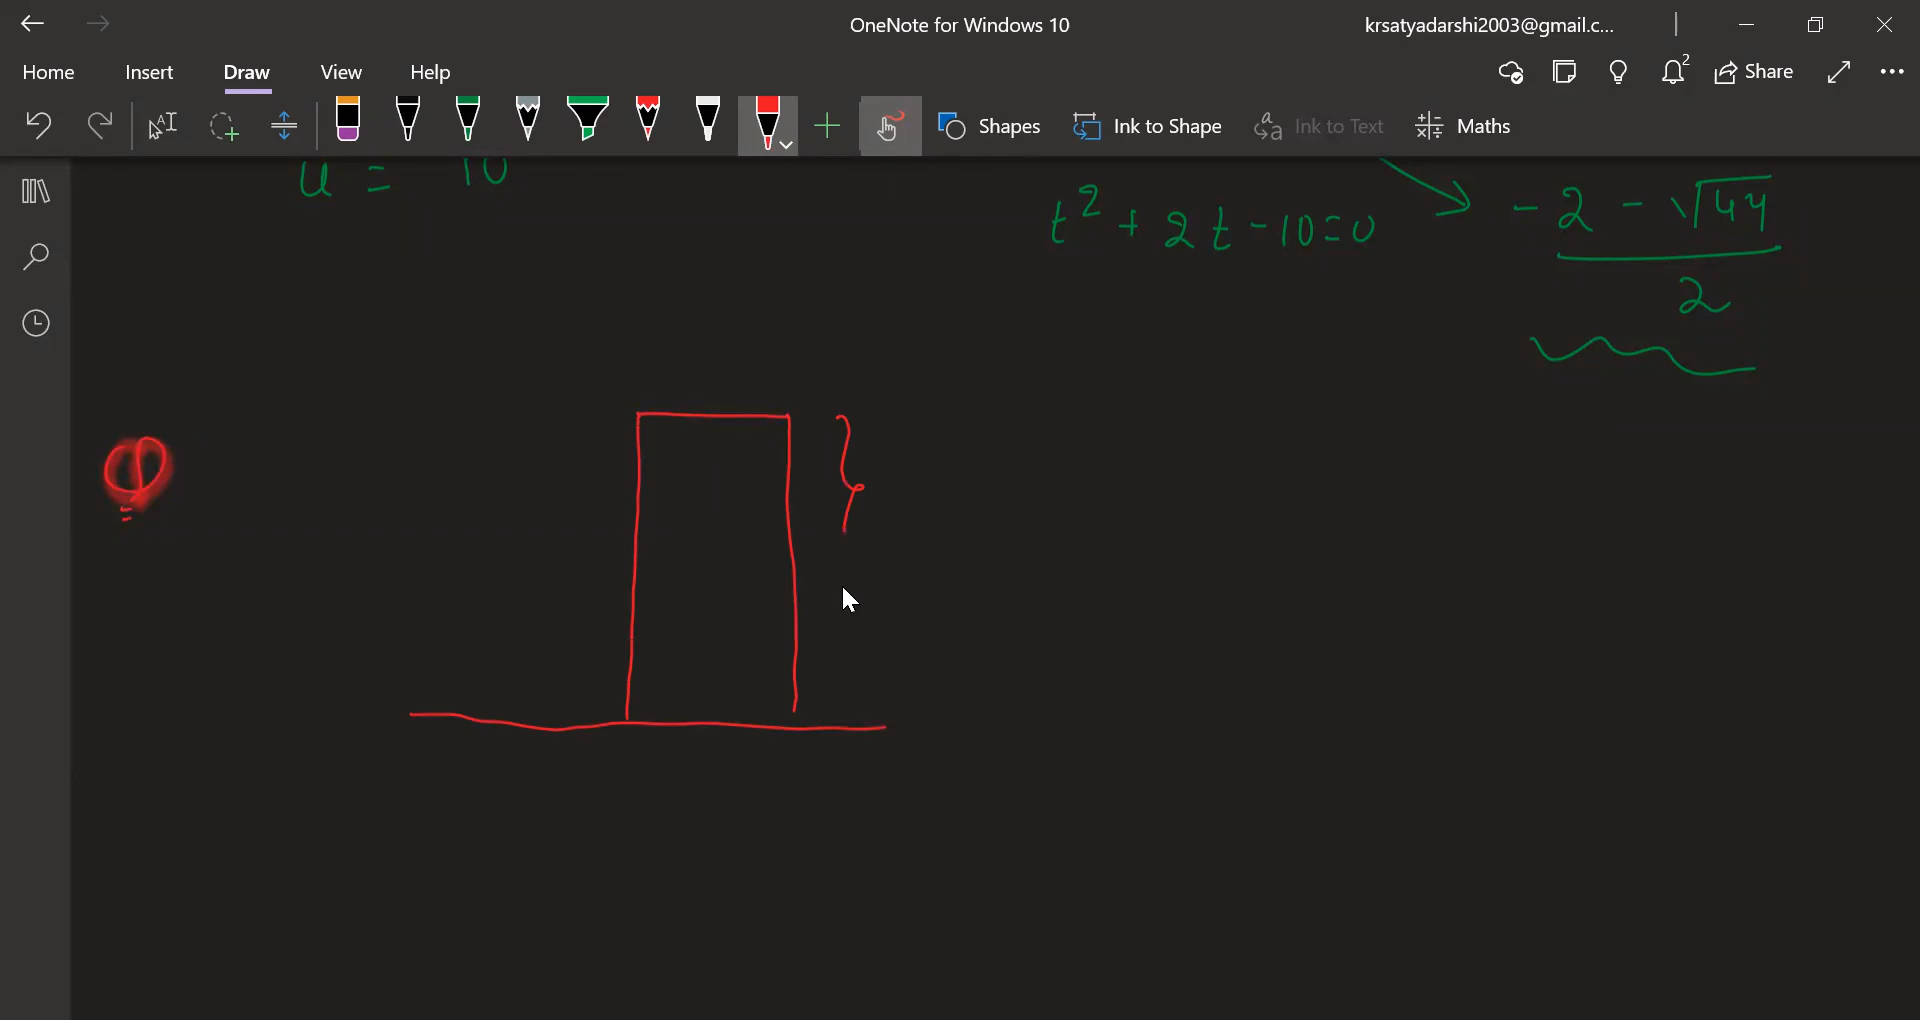 OneNote for Windows 10
krsatyadarshi2003@gmail.c...
Home Insert Draw View Help
2 Share
Shapes Ink to Shape Ink to Text Maths
u = 10
t² + 2t - 10 = 0
-2 - √44
2
Q